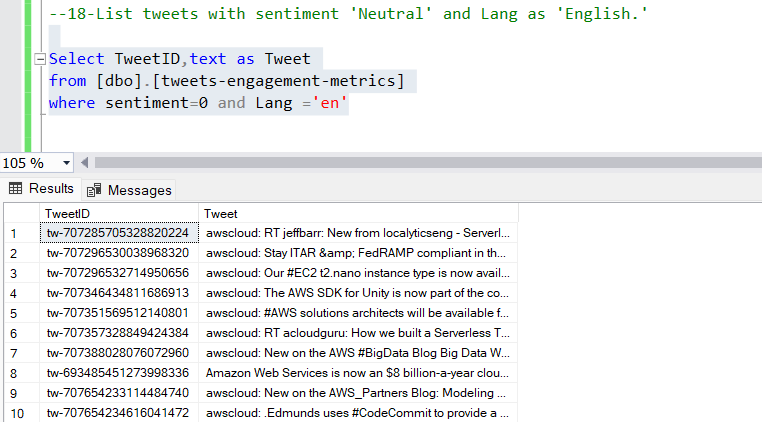 --18-List tweets with sentiment 'Neutral' and Lang as 'English.'
Select TweetID,text as Tweet
from [dbo].[tweets-engagement-metrics]
where sentiment=0 and Lang ='en'
105 %
Results Messages
TweetID Tweet
1 tw-707285705328820224 awscloud: RT jeffbarr: New from localyticseng - Serverl...
2 tw-707296530038968320 awscloud: Stay ITAR &amp; FedRAMP compliant in th...
3 tw-707296532714950656 awscloud: Our #EC2 t2.nano instance type is now avail...
4 tw-707346434811686913 awscloud: The AWS SDK for Unity is now part of the co...
5 tw-707351569512140801 awscloud: #AWS solutions architects will be available f...
6 tw-707357328849424384 awscloud: RT acloudguru: How we built a Serverless T...
7 tw-707388028076072960 awscloud: New on the AWS #BigData Blog Big Data W...
8 tw-693485451273998336 Amazon Web Services is now an $8 billion-a-year clou...
9 tw-707654233114484740 awscloud: New on the AWS_Partners Blog: Modeling ...
10 tw-707654234616041472 awscloud: .Edmunds uses #CodeCommit to provide a ...